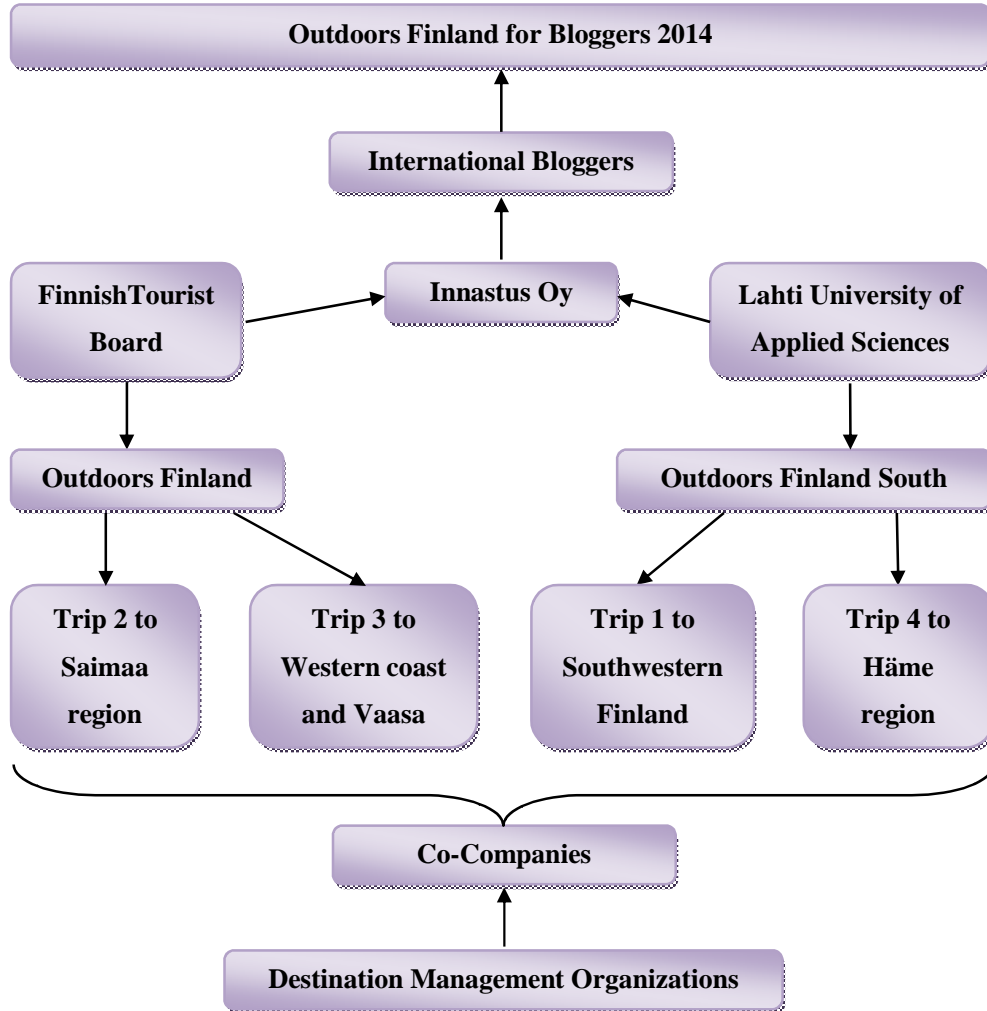 Outdoors Finland for Bloggers 2014
International Bloggers
FinnishTourist
Board
Innastus Oy
Lahti University of
Applied Sciences
Outdoors Finland
Outdoors Finland South
Trip 2 to
Saimaa
region
Trip 3 to
Western coast
and Vaasa
Trip 1 to
Southwestern
Finland
Trip 4 to
Häme
region
Co-Companies
Destination Management Organizations